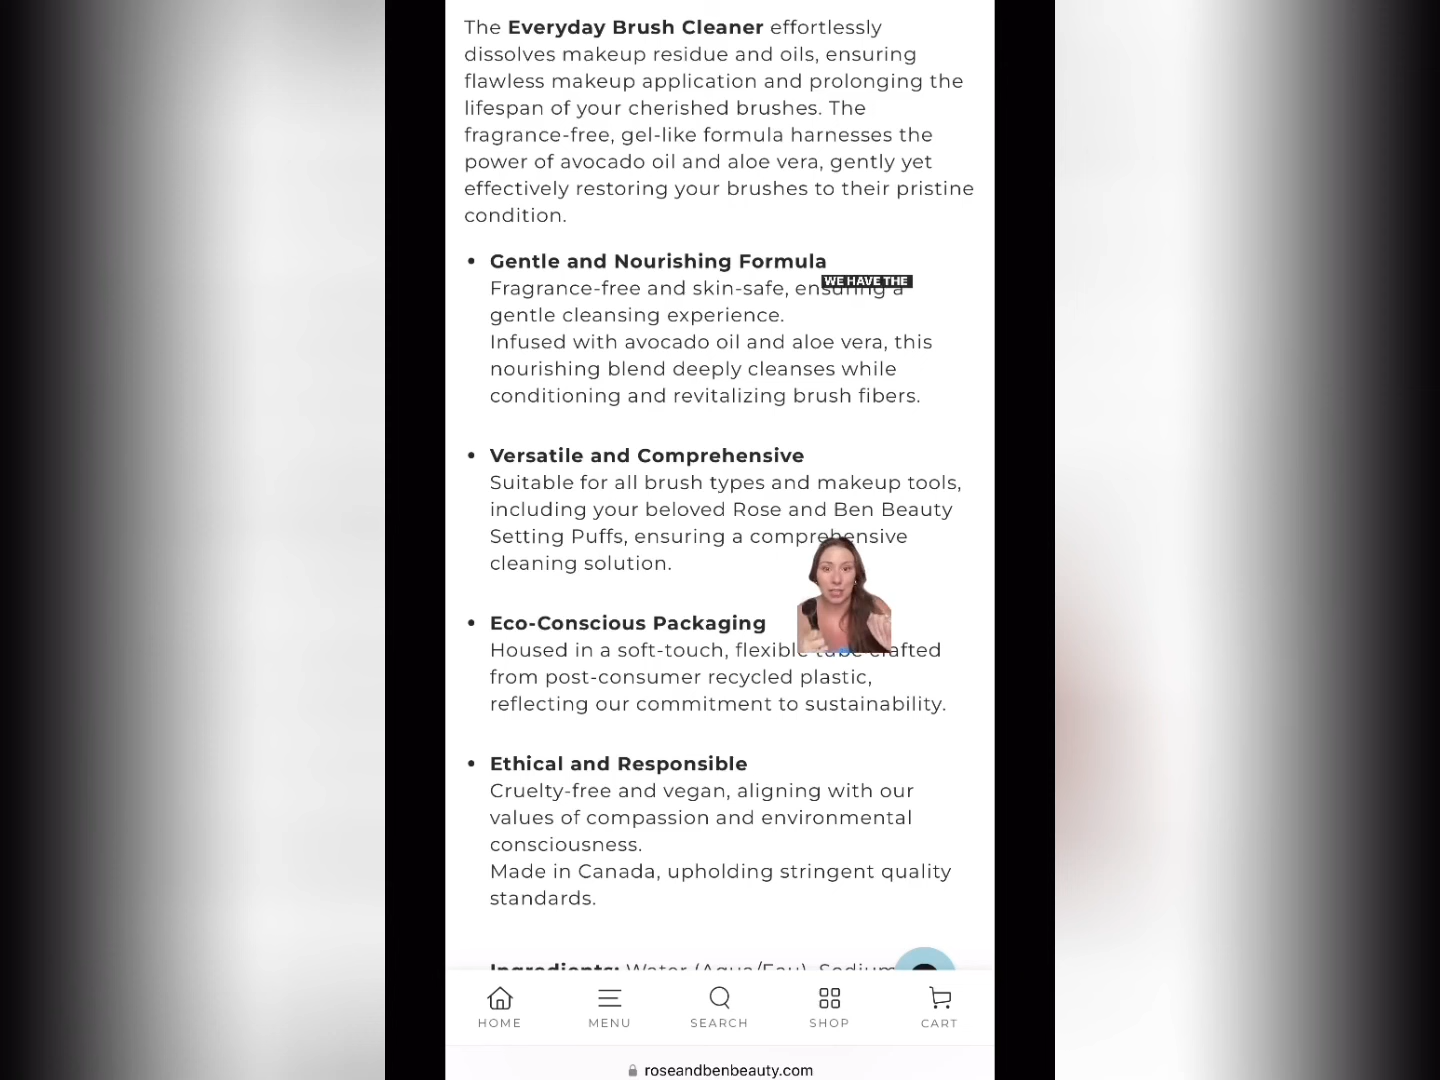 The Everyday Brush Cleaner effortlessly
dissolves makeup residue and oils, ensuring
flawless makeup application and prolonging the
lifespan of your cherished brushes. The
fragrance-free, gel-like formula harnesses the
power of avocado oil and aloe vera, gently yet
effectively restoring your brushes to their pristine
condition.
• Gentle and Nourishing Formula
WE HAVE THE
Fragrance-free and skin-safe, ensuring a
gentle cleansing experience.
Infused with avocado oil and aloe vera, this
nourishing blend deeply cleanses while
conditioning and revitalizing brush fibers.
• Versatile and Comprehensive
Suitable for all brush types and makeup tools,
including your beloved Rose and Ben Beauty
Setting Puffs, ensuring a comprehensive
cleaning solution.
• Eco-Conscious Packaging
Housed in a soft-touch, flexible tube crafted
from post-consumer recycled plastic,
reflecting our commitment to sustainability.
• Ethical and Responsible
Cruelty-free and vegan, aligning with our
values of compassion and environmental
consciousness.
Made in Canada, upholding stringent quality
standards.
Ingredients: Water (Aqua/Eau), Sodium
HOME MENU SEARCH SHOP CART
roseandbenbeauty.com